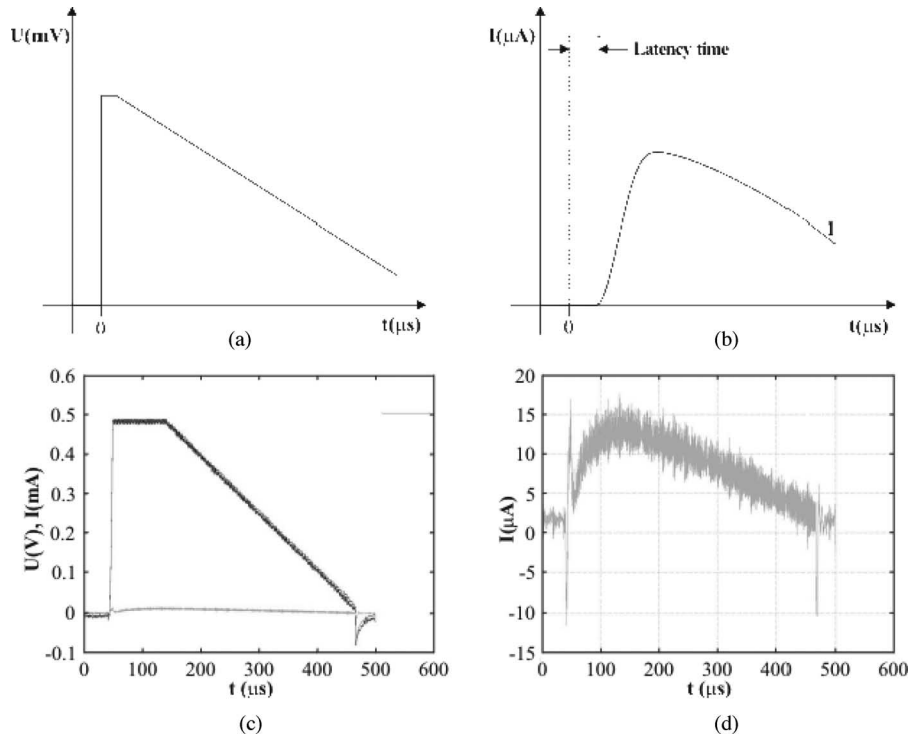 U(mV)
0
t(μs)
(a)
I(μA)
Latency time
I
0
t(μs)
(b)
U(V), I(mA)
0.6
0.5
0.4
0.3
0.2
0.1
0
-0.1
0 100 200 300 400 500 600
t (μs)
(c)
I(μA)
20
15
10
5
0
-5
-10
-15
0 100 200 300 400 500 600
t (μs)
(d)